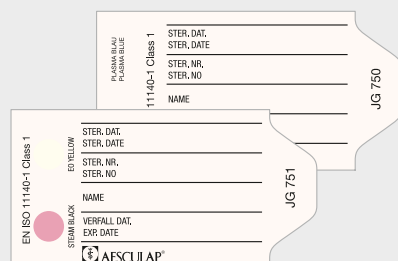 PLASMA BLAU
PLASMA BLUE
11140-1 Class 1
STER. DAT.
STER. DATE
STER. NR.
STER. NO
NAME
JG 750
EN ISO 11140-1 Class 1
EO YELLOW
STEAM BLACK
STER. DAT.
STER. DATE
STER. NR.
STER. NO
NAME
VERFALL DAT.
EXP. DATE
AESCULAP®
JG 751